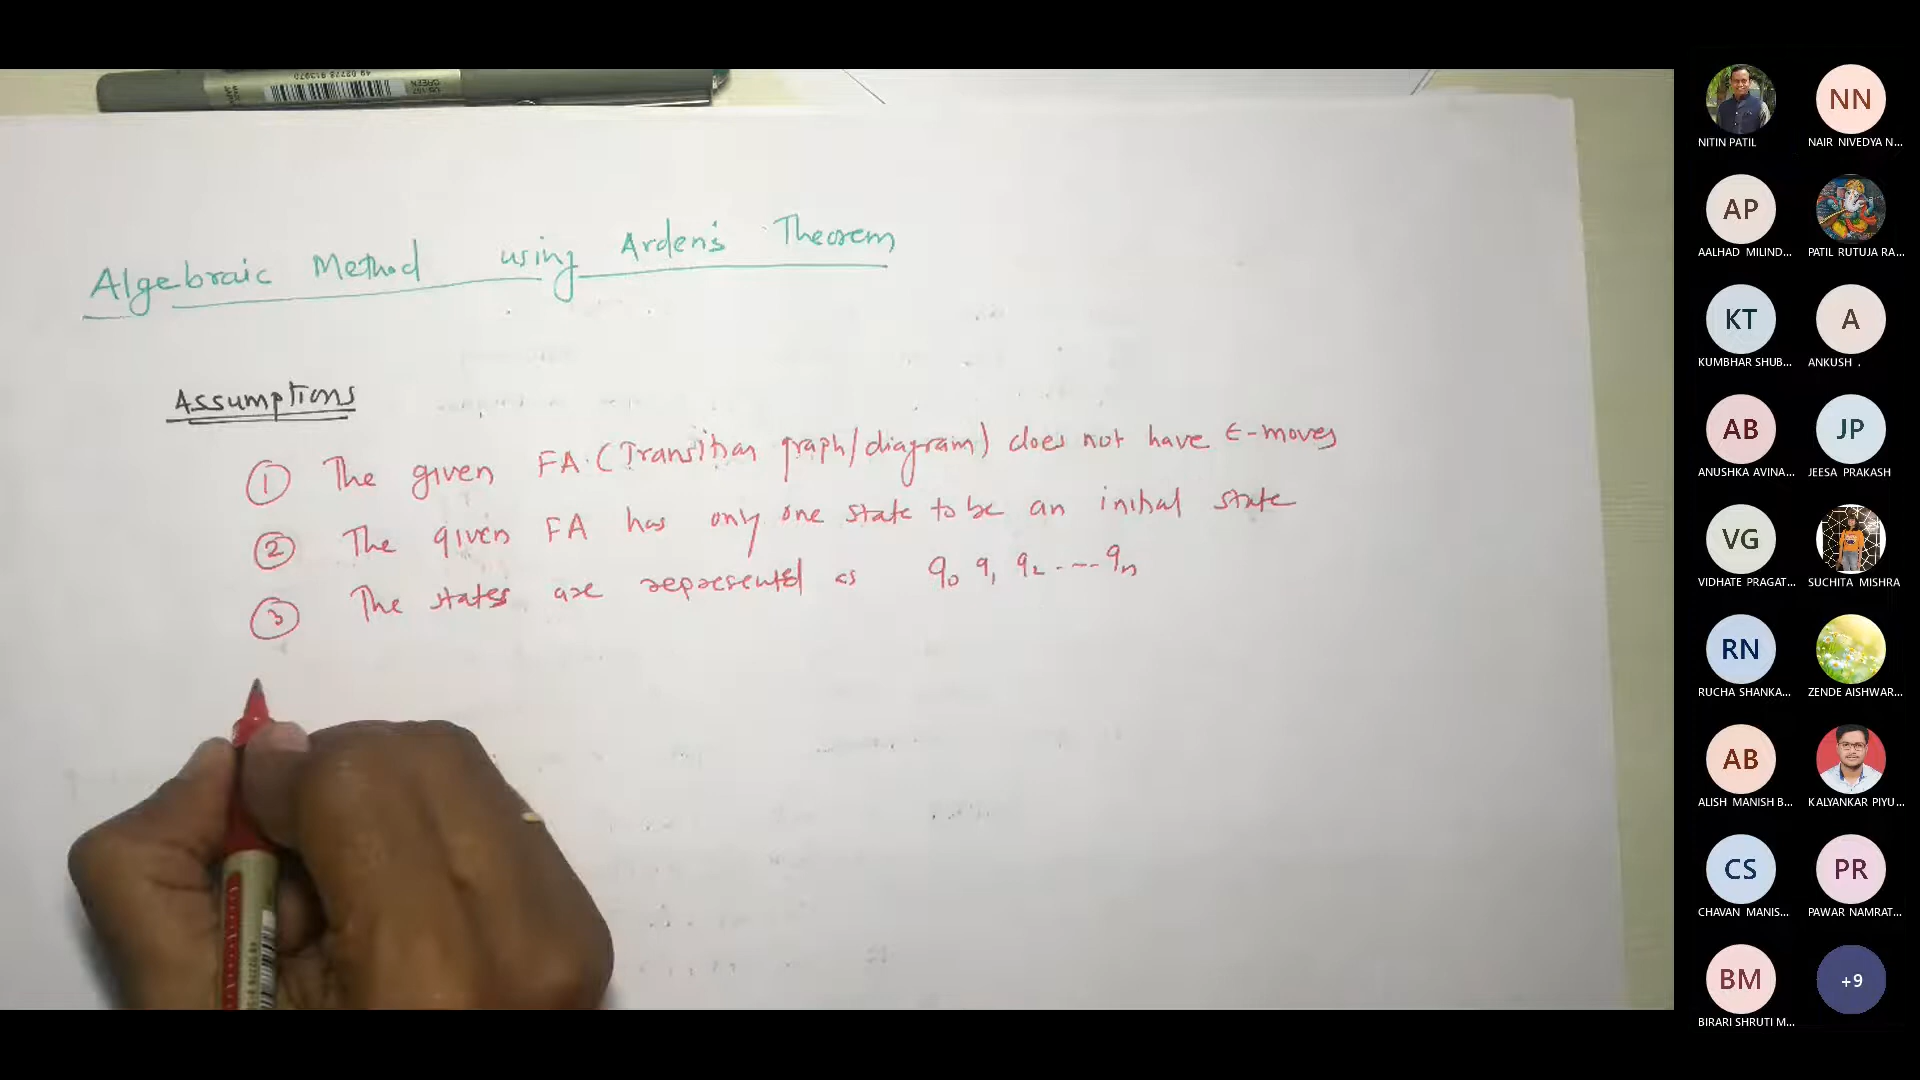 Algebraic Method using Arden's Theorem
Assumptions
① The given FA (Transition graph/diagram) does not have ε-moves
② The given FA has only one state to be an initial state
③ The states are represented as q0 q1 q2 ---- qn
NITIN PATIL
NN
NAIR NIVEDYA N...
AP
AALHAD MILIND...
PATIL RUTUJA RA...
KT
KUMBHAR SHUB...
A
ANKUSH .
AB
ANUSHKA AVINA...
JP
JEESA PRAKASH
VG
VIDHATE PRAGAT...
SUCHITA MISHRA
RN
RUCHA SHANKA...
ZENDE AISHWAR...
AB
ALISH MANISH B...
KALYANKAR PIYU...
CS
CHAVAN MANIS...
PR
PAWAR NAMRAT...
BM
BIRARI SHRUTI M...
+9